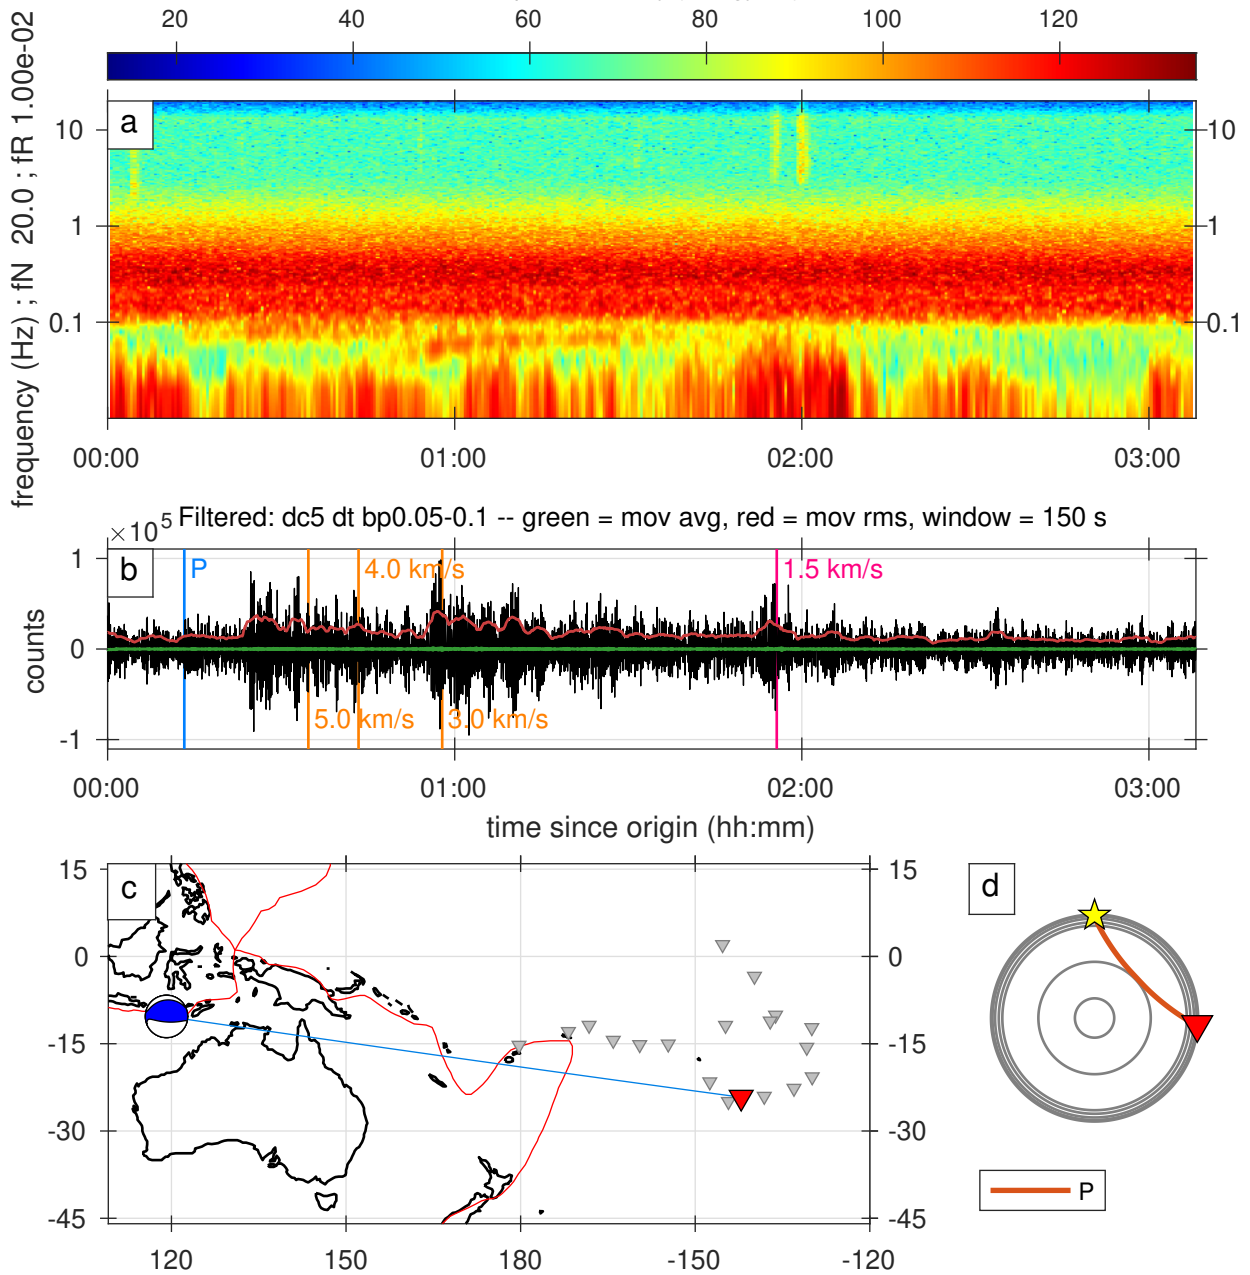 20 40 60 80 100 120
frequency (Hz) ; fN 20.0 ; fR 1.00e-02
a
10 10
1 1
0.1 0.1
00:00 01:00 02:00 03:00
×10^5 Filtered: dc5 dt bp0.05-0.1 -- green = mov avg, red = mov rms, window = 150 s
b
P 4.0 km/s 1.5 km/s
5.0 km/s 3.0 km/s
counts
1
0
-1
00:00 01:00 02:00 03:00
time since origin (hh:mm)
c
15 15
0 0
-15 -15
-30 -30
-45 -45
120 150 180 -150 -120
d
P